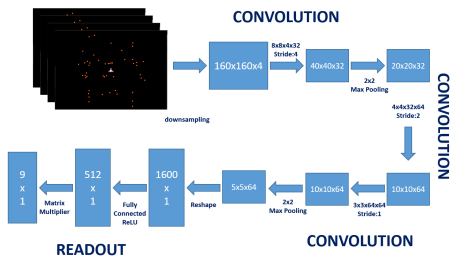 CONVOLUTION
160x160x4
8x8x4x32
Stride:4
40x40x32
2x2
Max Pooling
20x20x32
downsampling
CONVOLUTION
4x4x32x64
Stride:2
10x10x64
3x3x64x64
Stride:1
10x10x64
2x2
Max Pooling
5x5x64
Reshape
1600
x
1
Fully
Connected
ReLU
512
x
1
Matrix
Multiplier
9
x
1
CONVOLUTION
READOUT